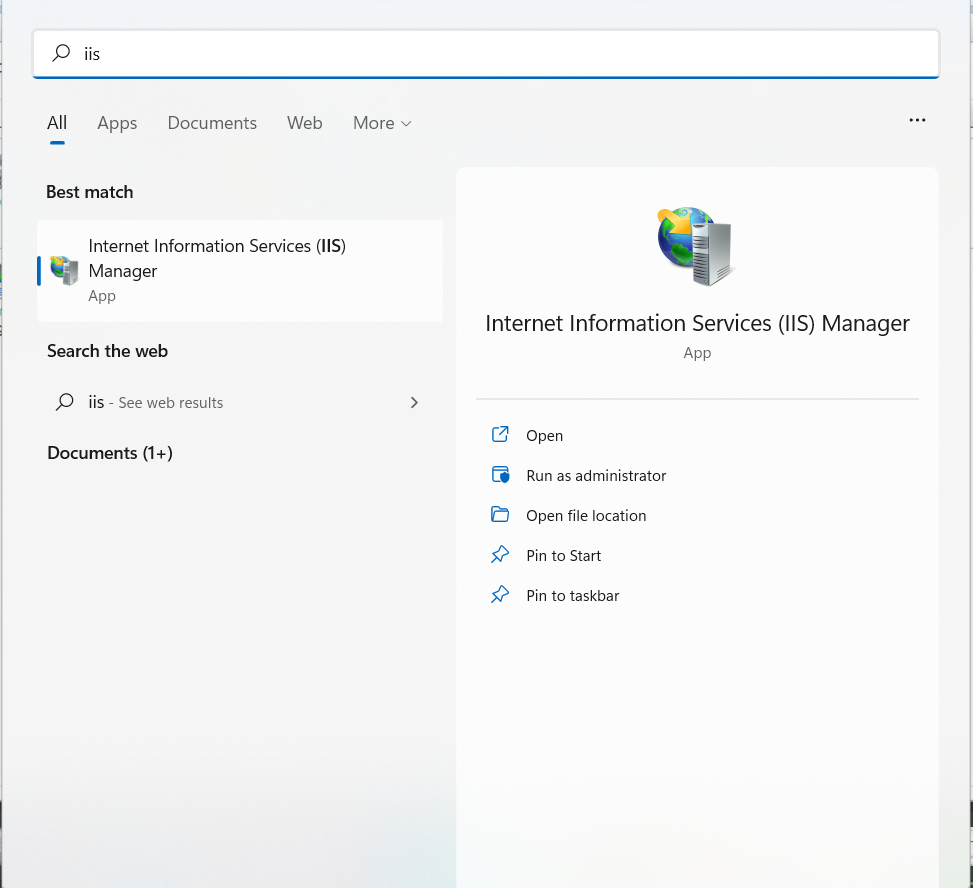 iis
All Apps Documents Web More
Best match
Internet Information Services (IIS)
Manager
App
Search the web
iis - See web results
Documents (1+)
Internet Information Services (IIS) Manager
App
Open
Run as administrator
Open file location
Pin to Start
Pin to taskbar